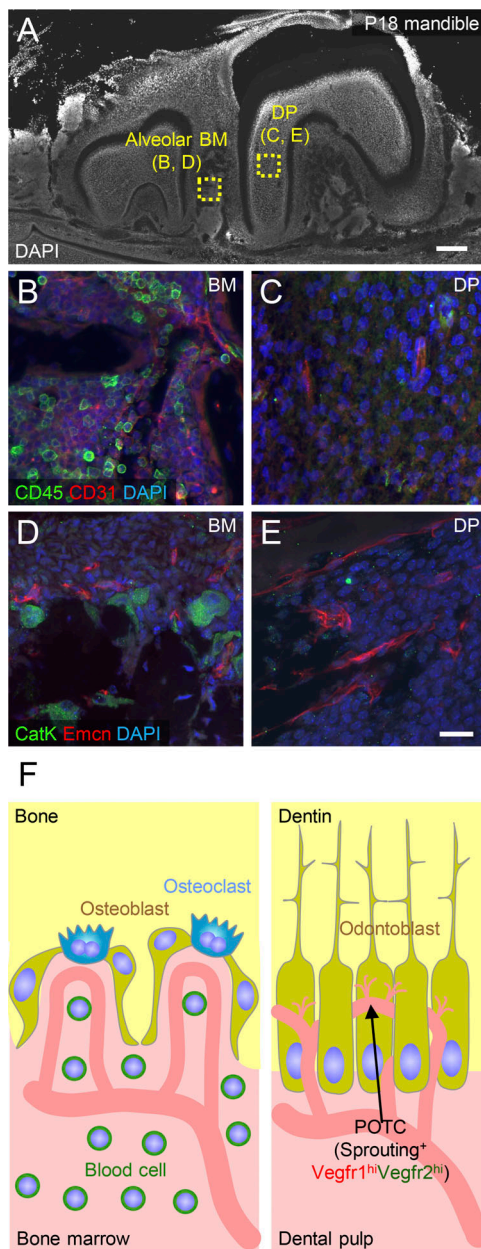 A
P18 mandible
DP
(C, E)
Alveolar BM
(B, D)
DAPI
B
BM
CD45 CD31 DAPI
C
DP
D
BM
CatK Emcn DAPI
E
DP
F
Bone
Osteoclast
Osteoblast
Blood cell
Bone marrow
Dentin
Odontoblast
POTC
(Sprouting⁺
Vegfr1ʰⁱVegfr2ʰⁱ)
Dental pulp